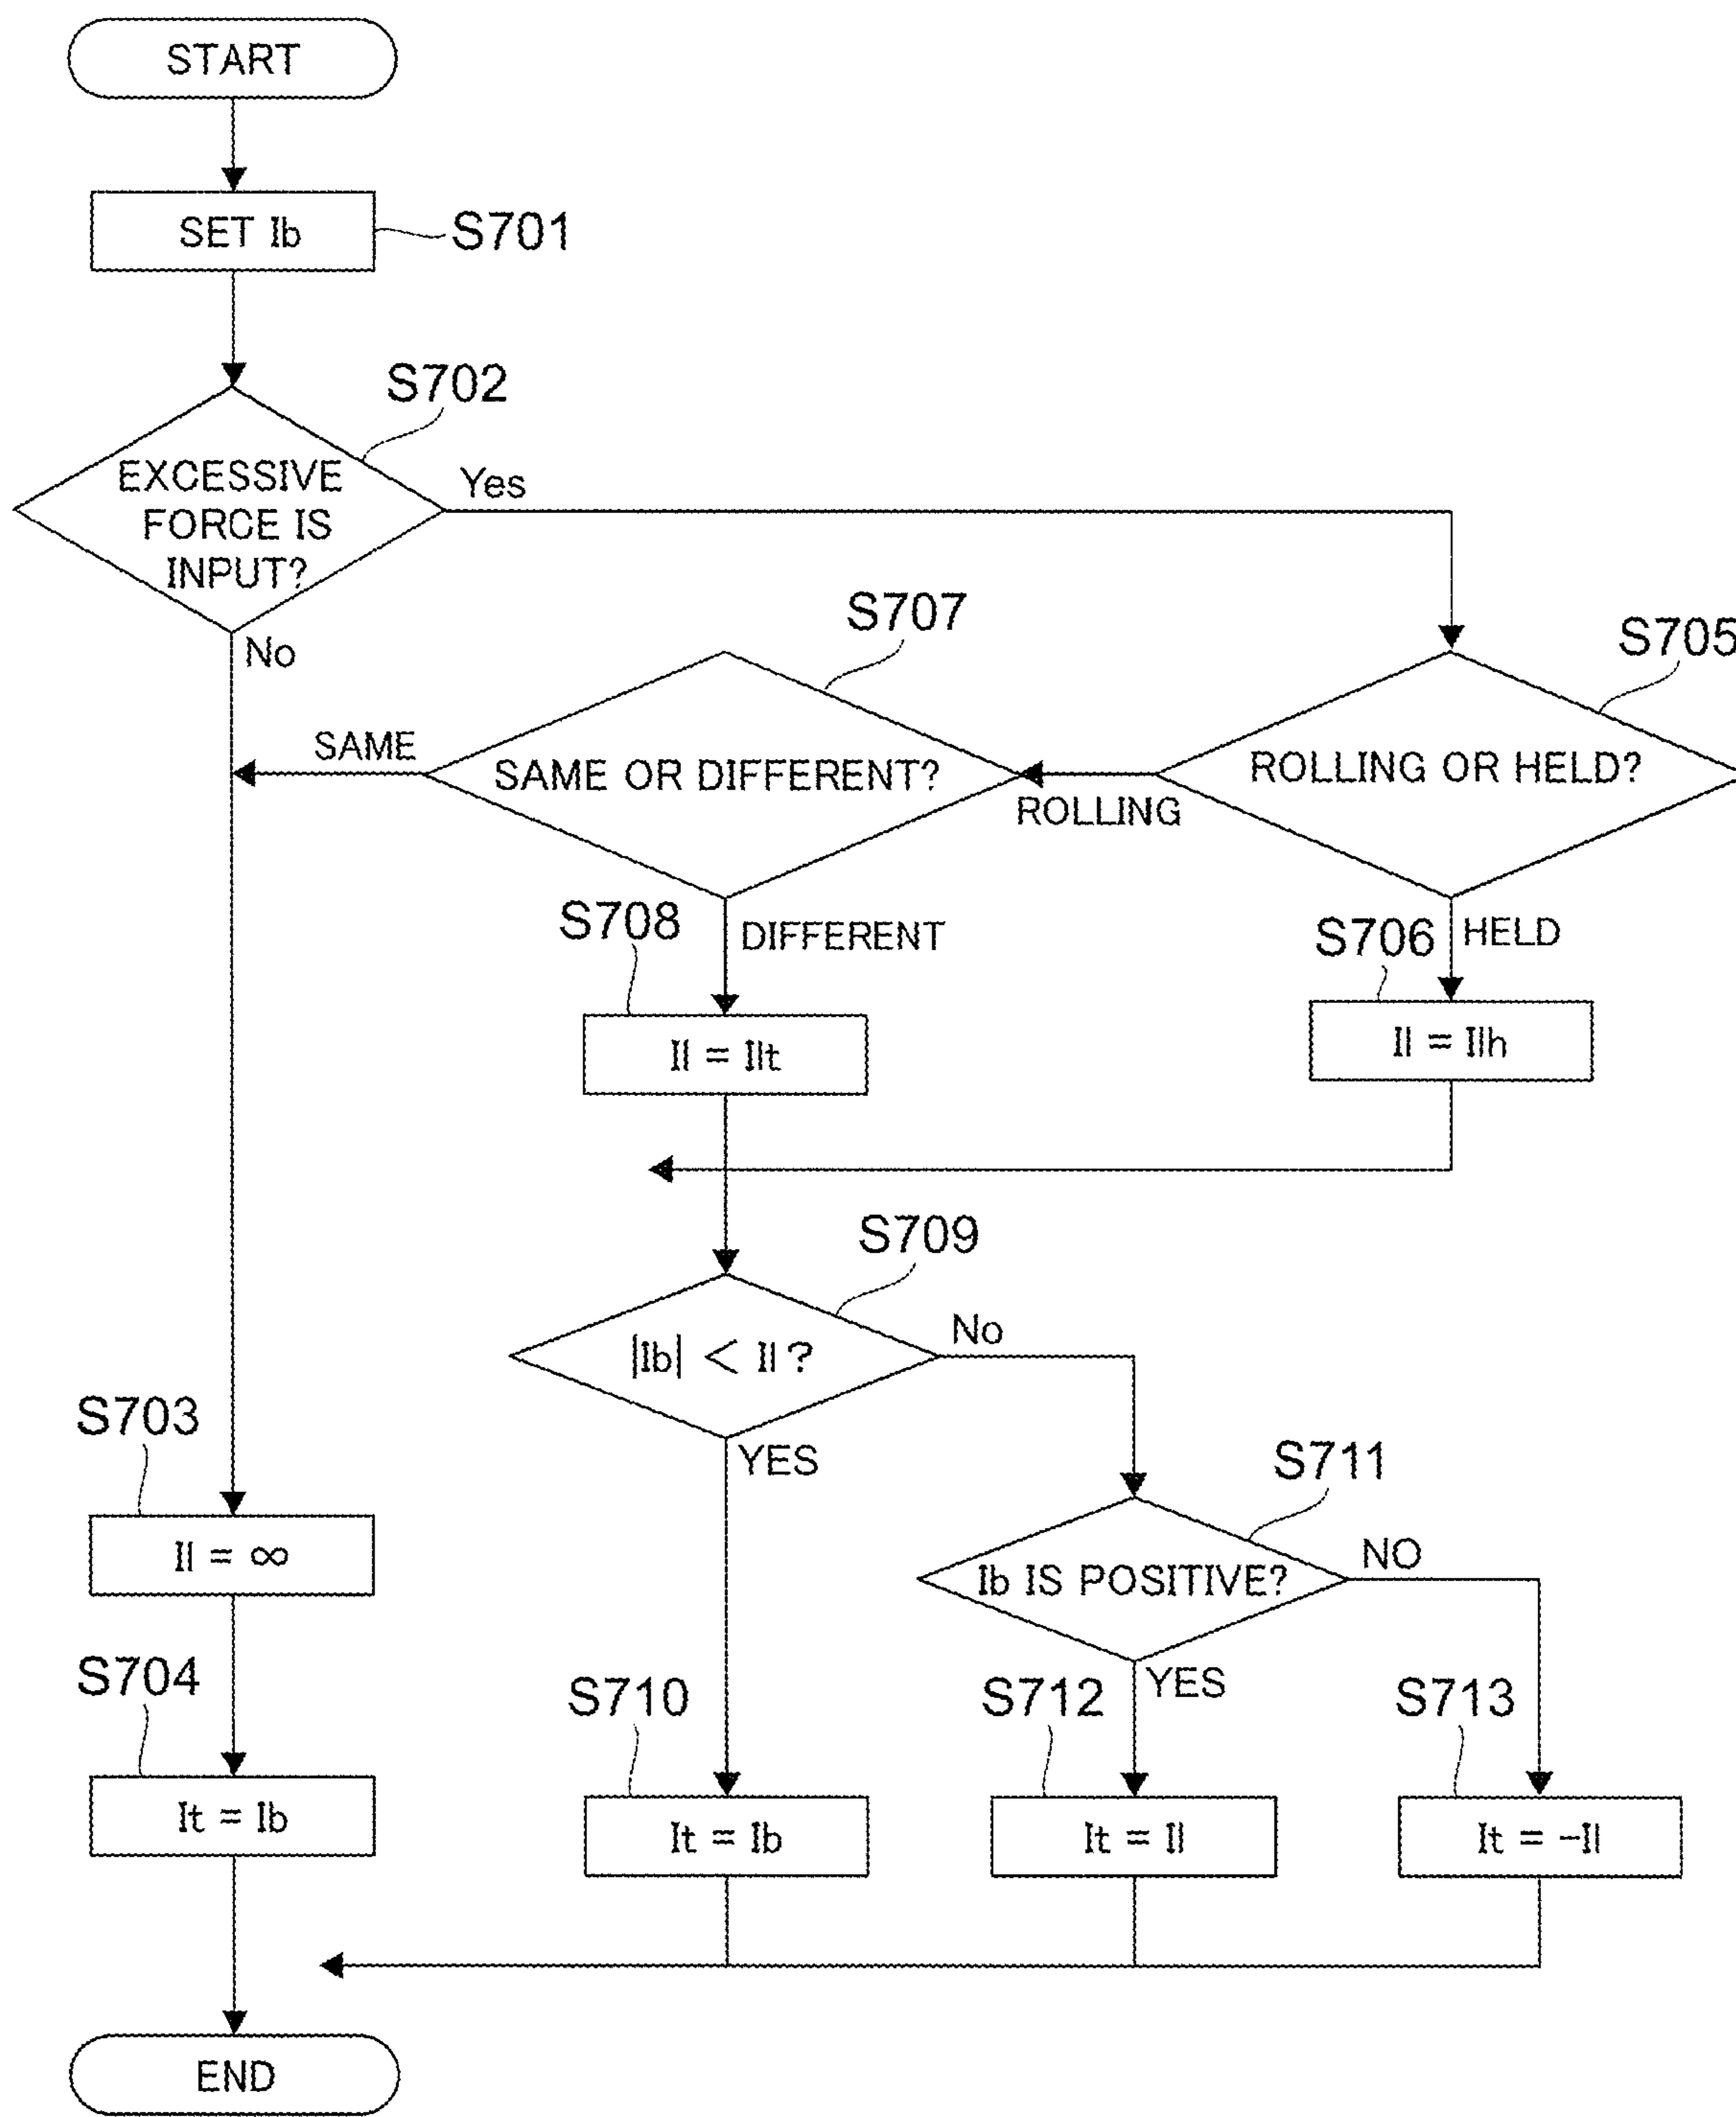 START
SET Ib
S701
S702
EXCESSIVE
FORCE IS
INPUT?
Yes
No
S707
S705
SAME
SAME OR DIFFERENT?
ROLLING
ROLLING OR HELD?
S708
DIFFERENT
S706
HELD
Il = Ilt
Il = Ilh
S709
|Ib| < Il ?
No
YES
S703
Il = ∞
S711
Ib IS POSITIVE?
NO
YES
S704
It = Ib
S710
It = Ib
S712
It = Il
S713
It = −Il
END